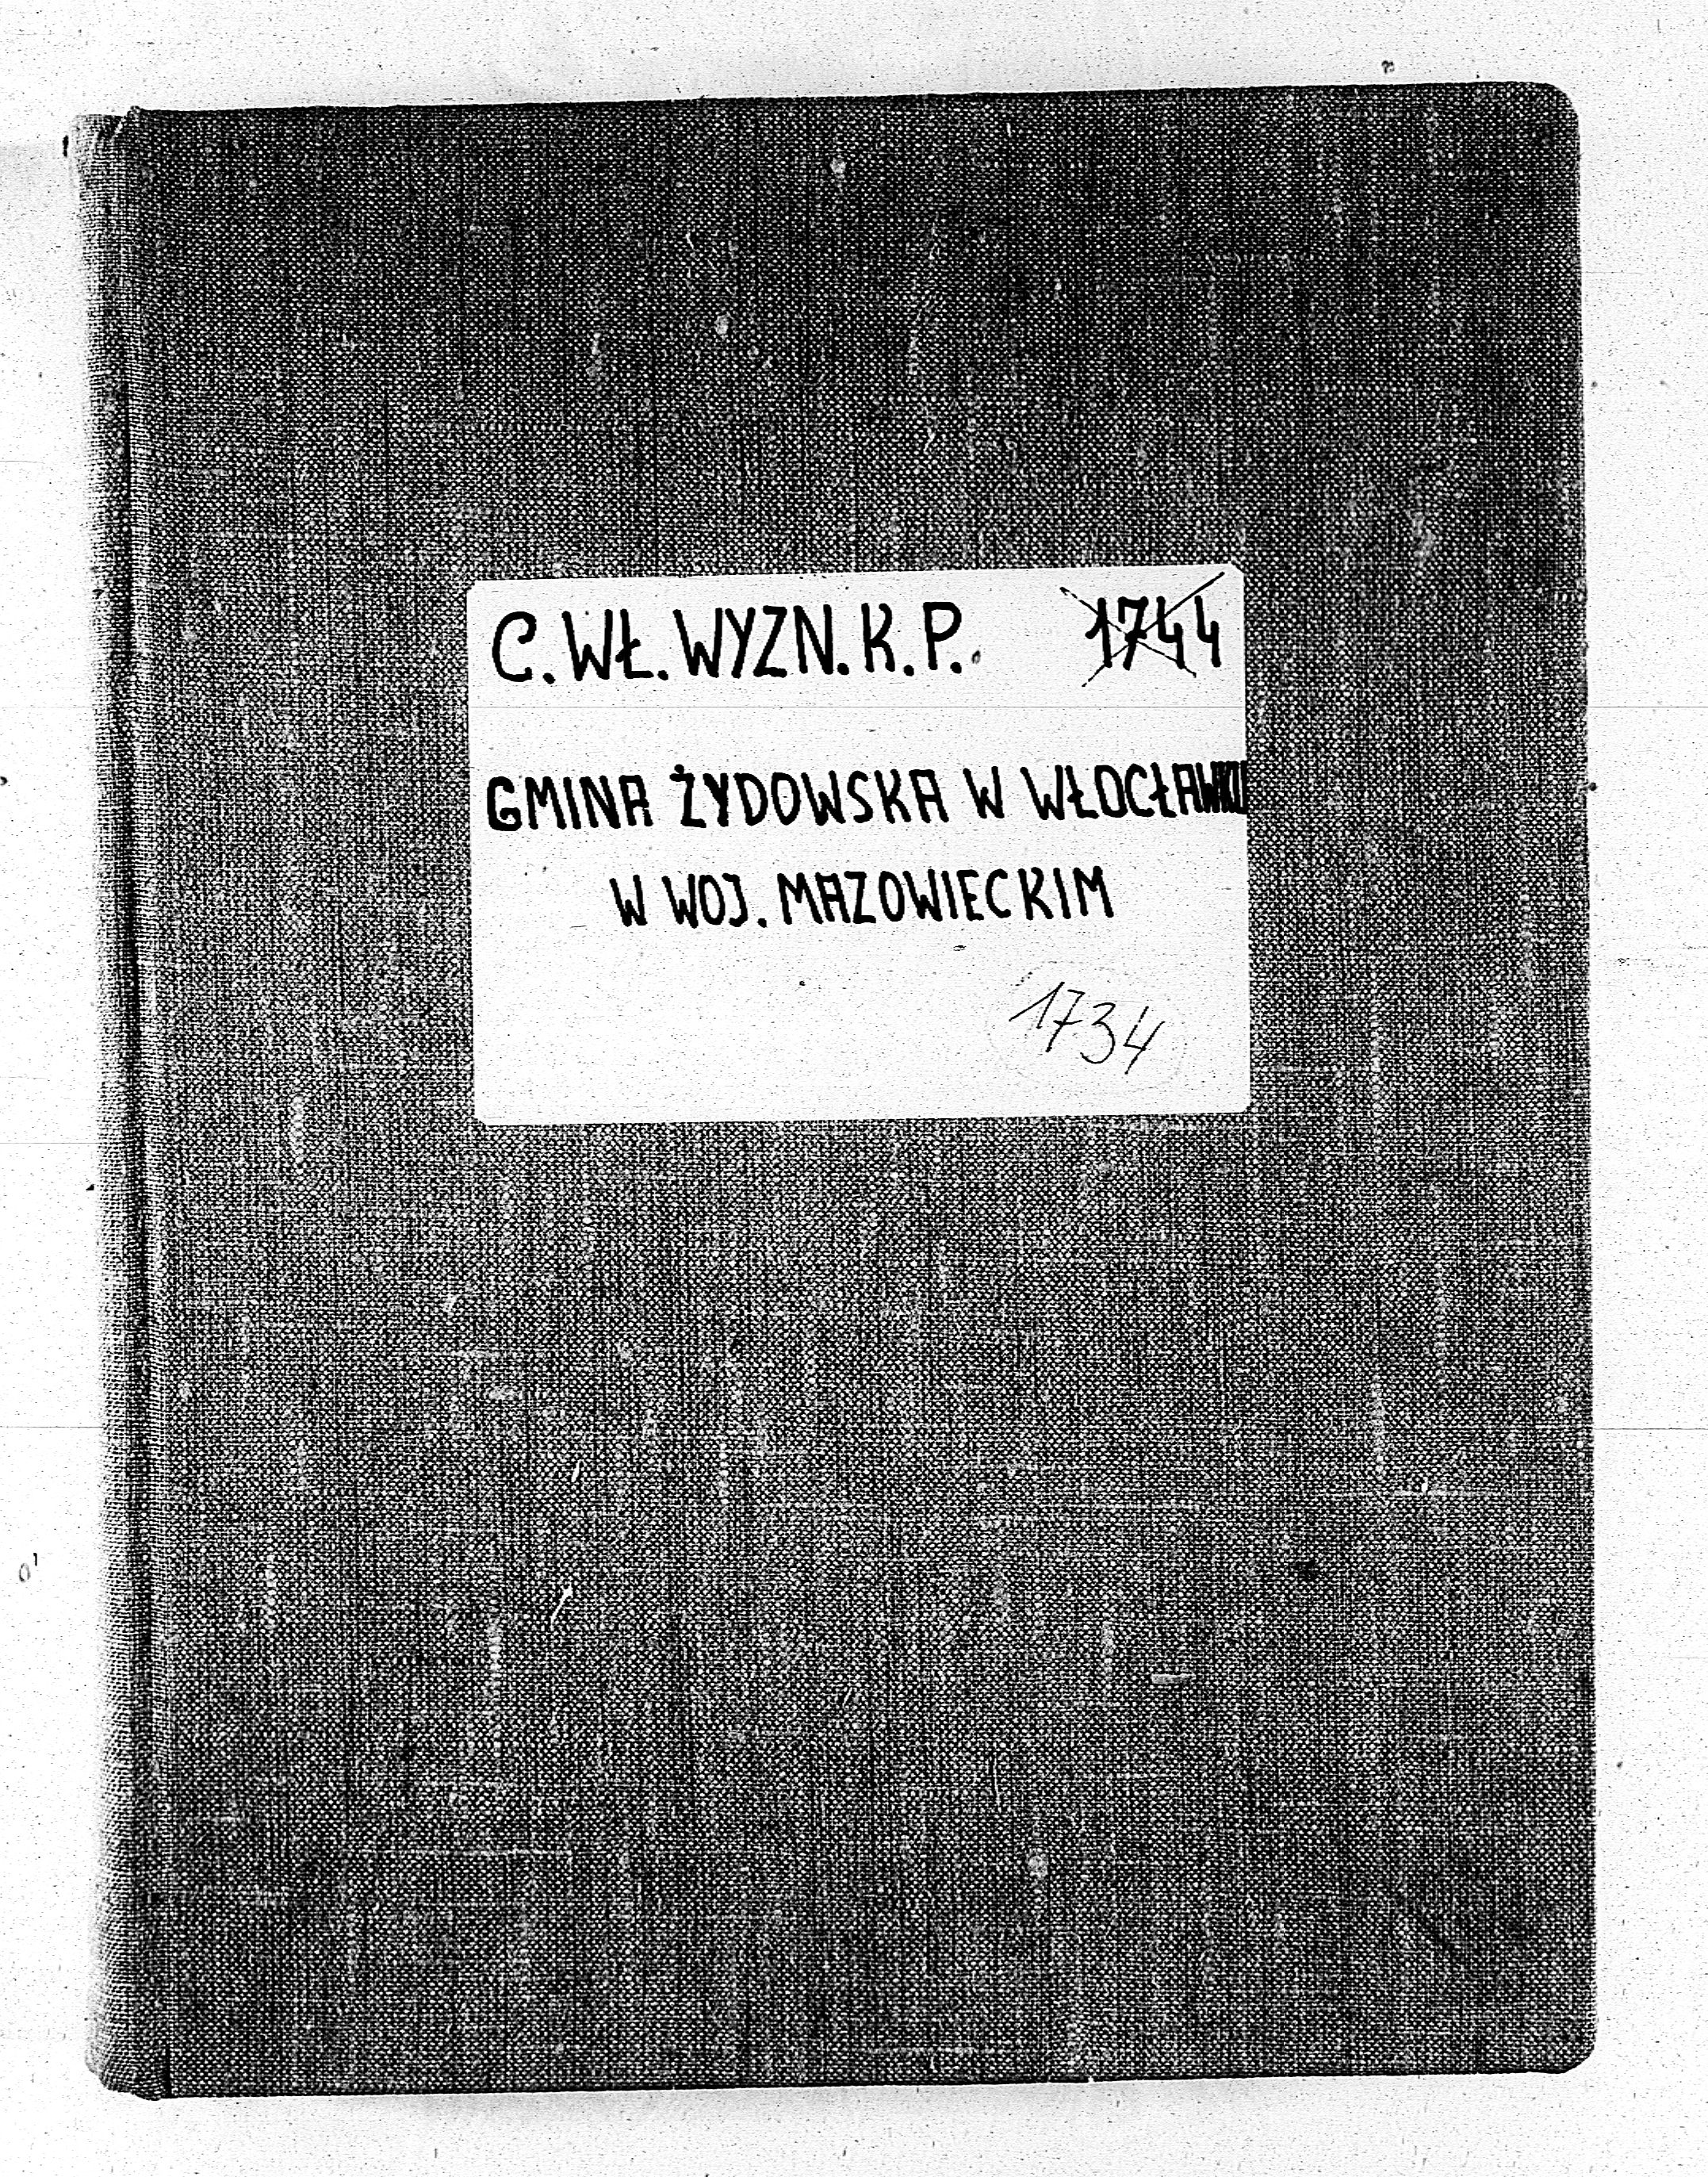 C.WŁ.WYZN.K.P. 1744
GMINA ŻYDOWSKA W WŁOCŁAWKU
W WOJ. MAZOWIECKIM
1734